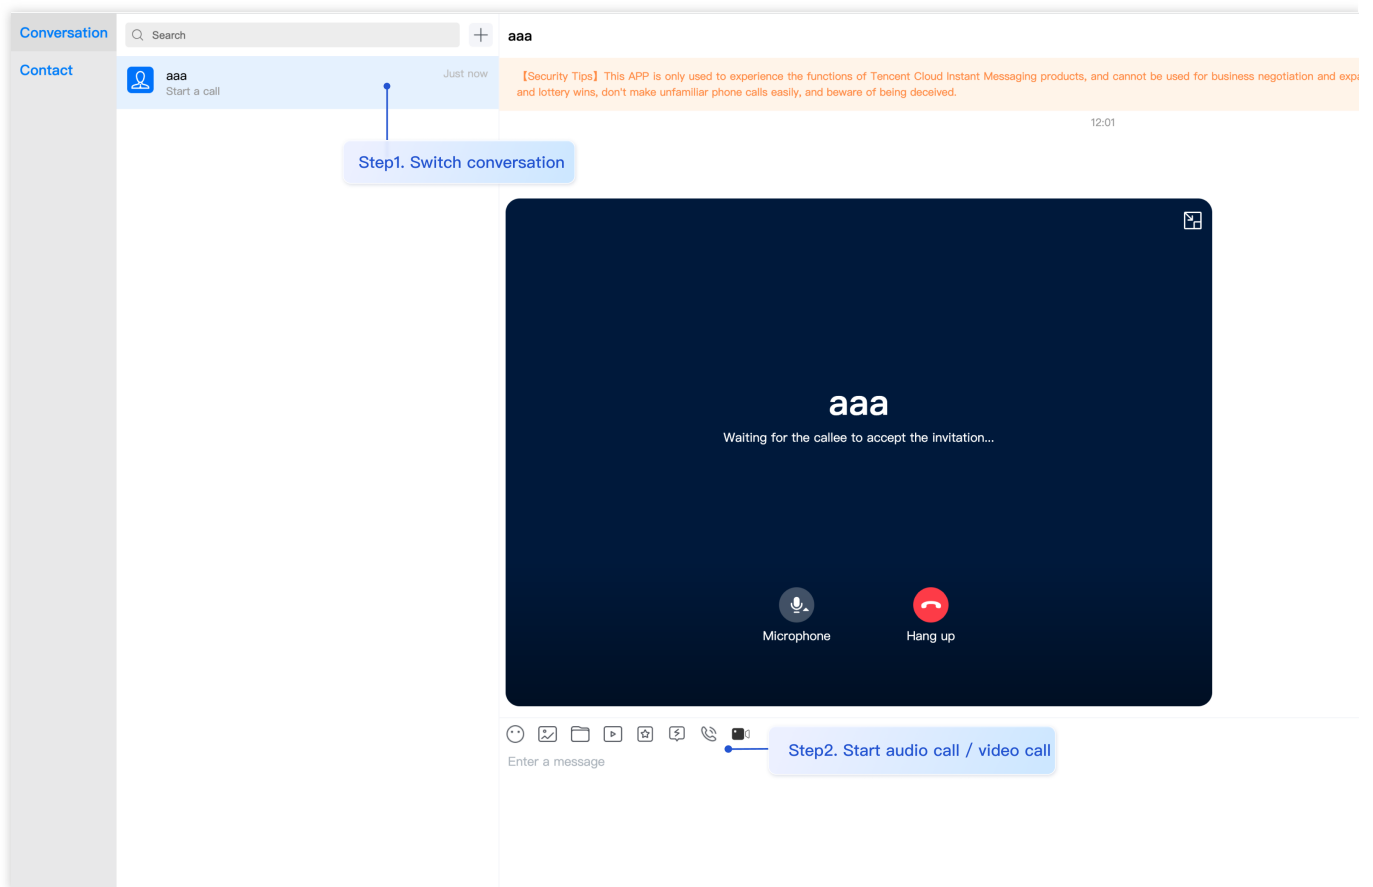 Conversation
Contact
Search
aaa
Just now
Start a call
Step1. Switch conversation
aaa
【Security Tips】This APP is only used to experience the functions of Tencent Cloud Instant Messaging products, and cannot be used for business negotiation and expa
and lottery wins, don't make unfamiliar phone calls easily, and beware of being deceived.
12:01
aaa
Waiting for the callee to accept the invitation...
Microphone
Hang up
Step2. Start audio call / video call
Enter a message